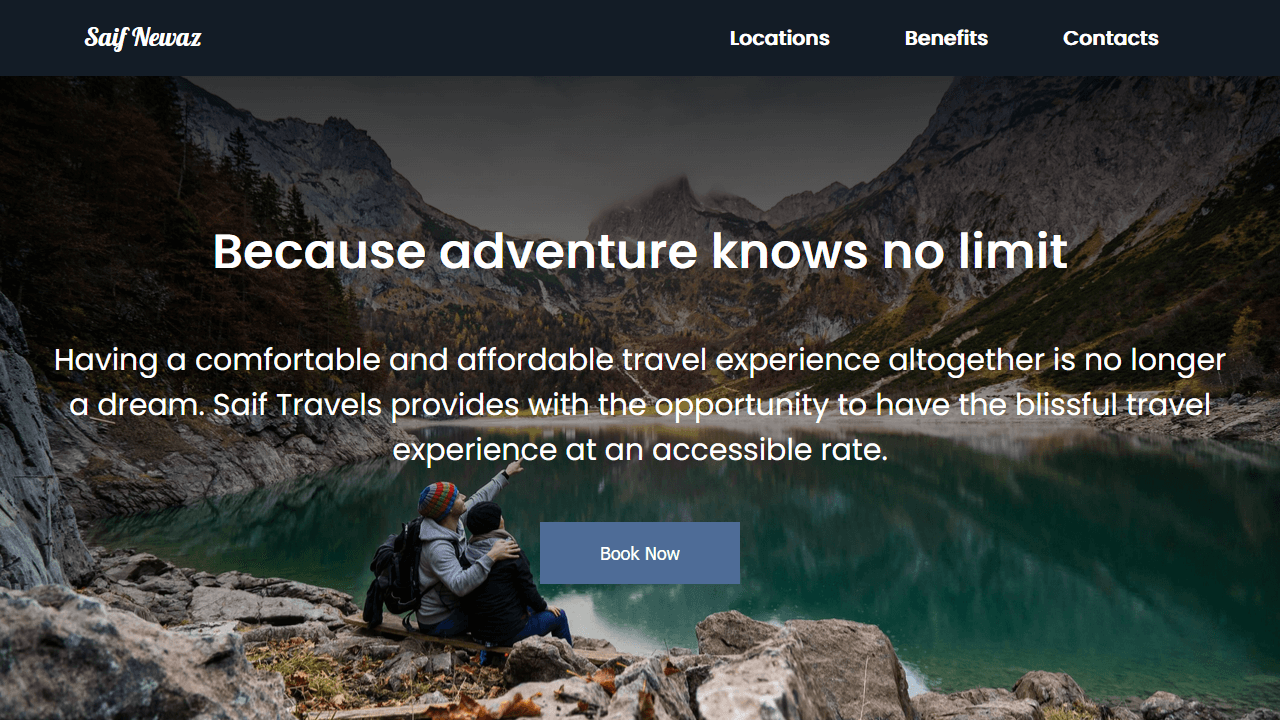 Saif Newaz
Locations
Benefits
Contacts
Because adventure knows no limit
Having a comfortable and affordable travel experience altogether is no longer
a dream. Saif Travels provides with the opportunity to have the blissful travel
experience at an accessible rate.
Book Now